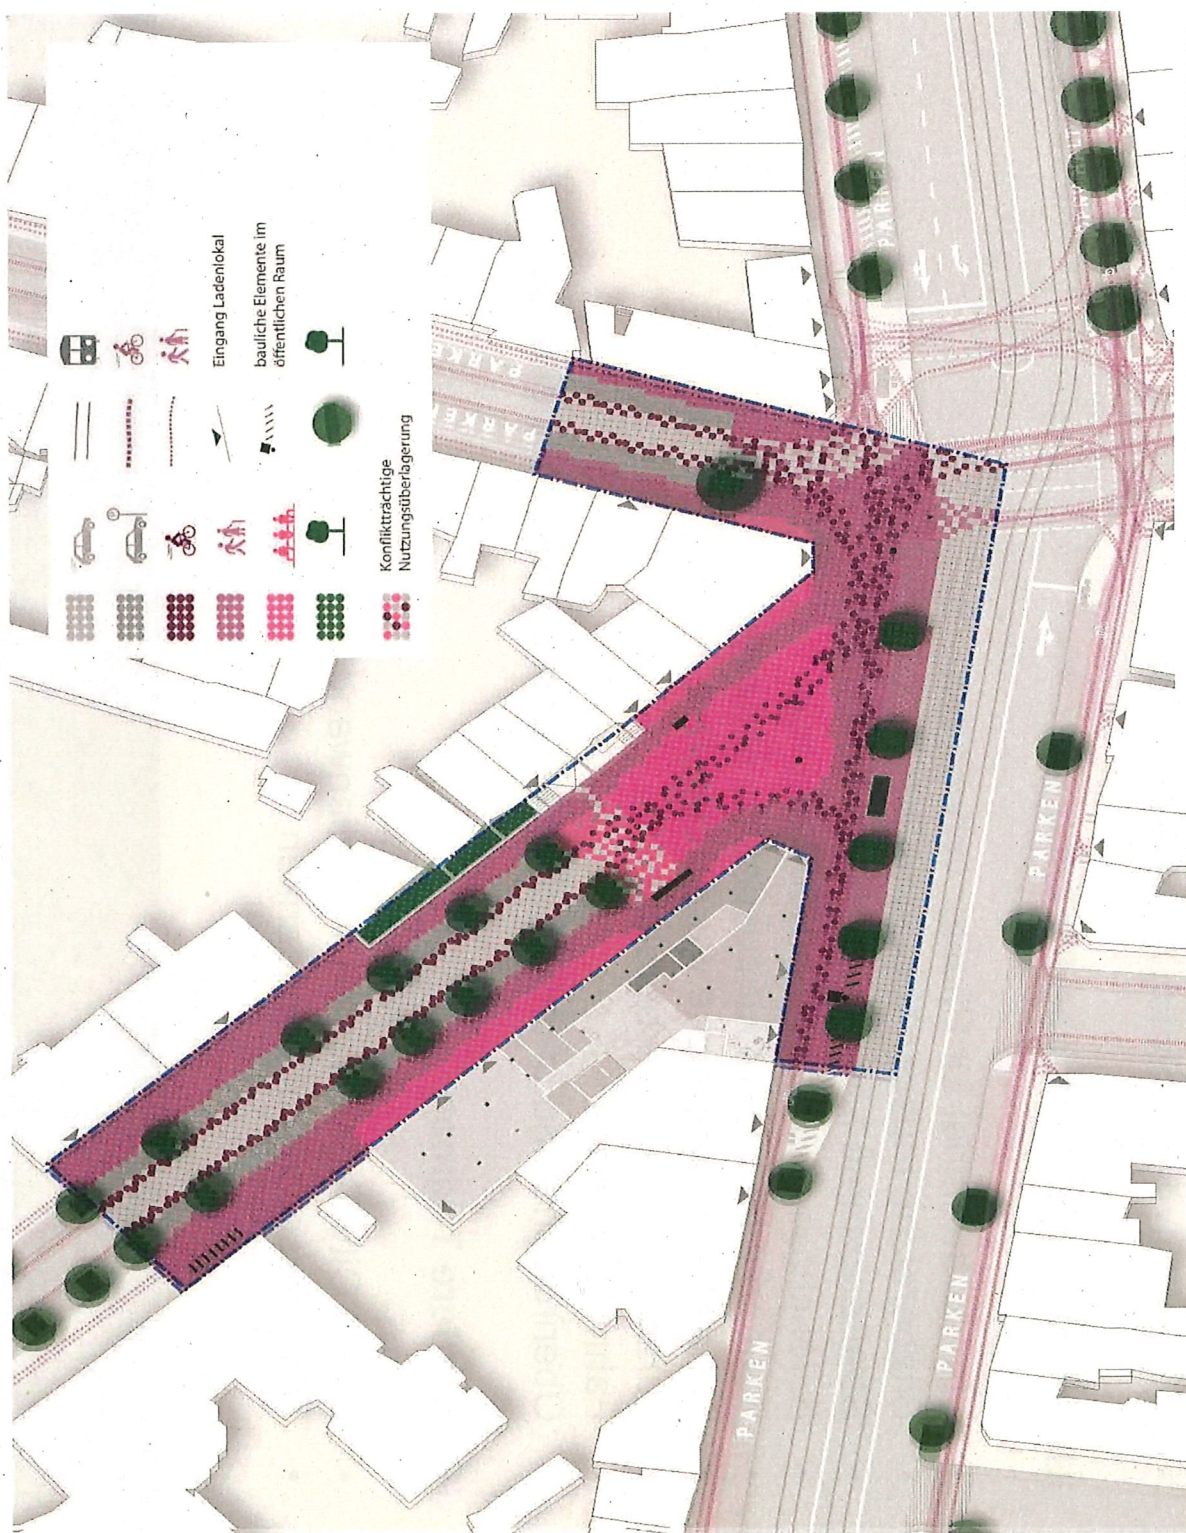 Eingang Ladenlokal
bauliche Elemente im
öffentlichen Raum
Konfliktträchtige
Nutzungsüberlagerung
PARKEN
PARKEN
PARKEN
PARKEN
PARKEN
PARKEN